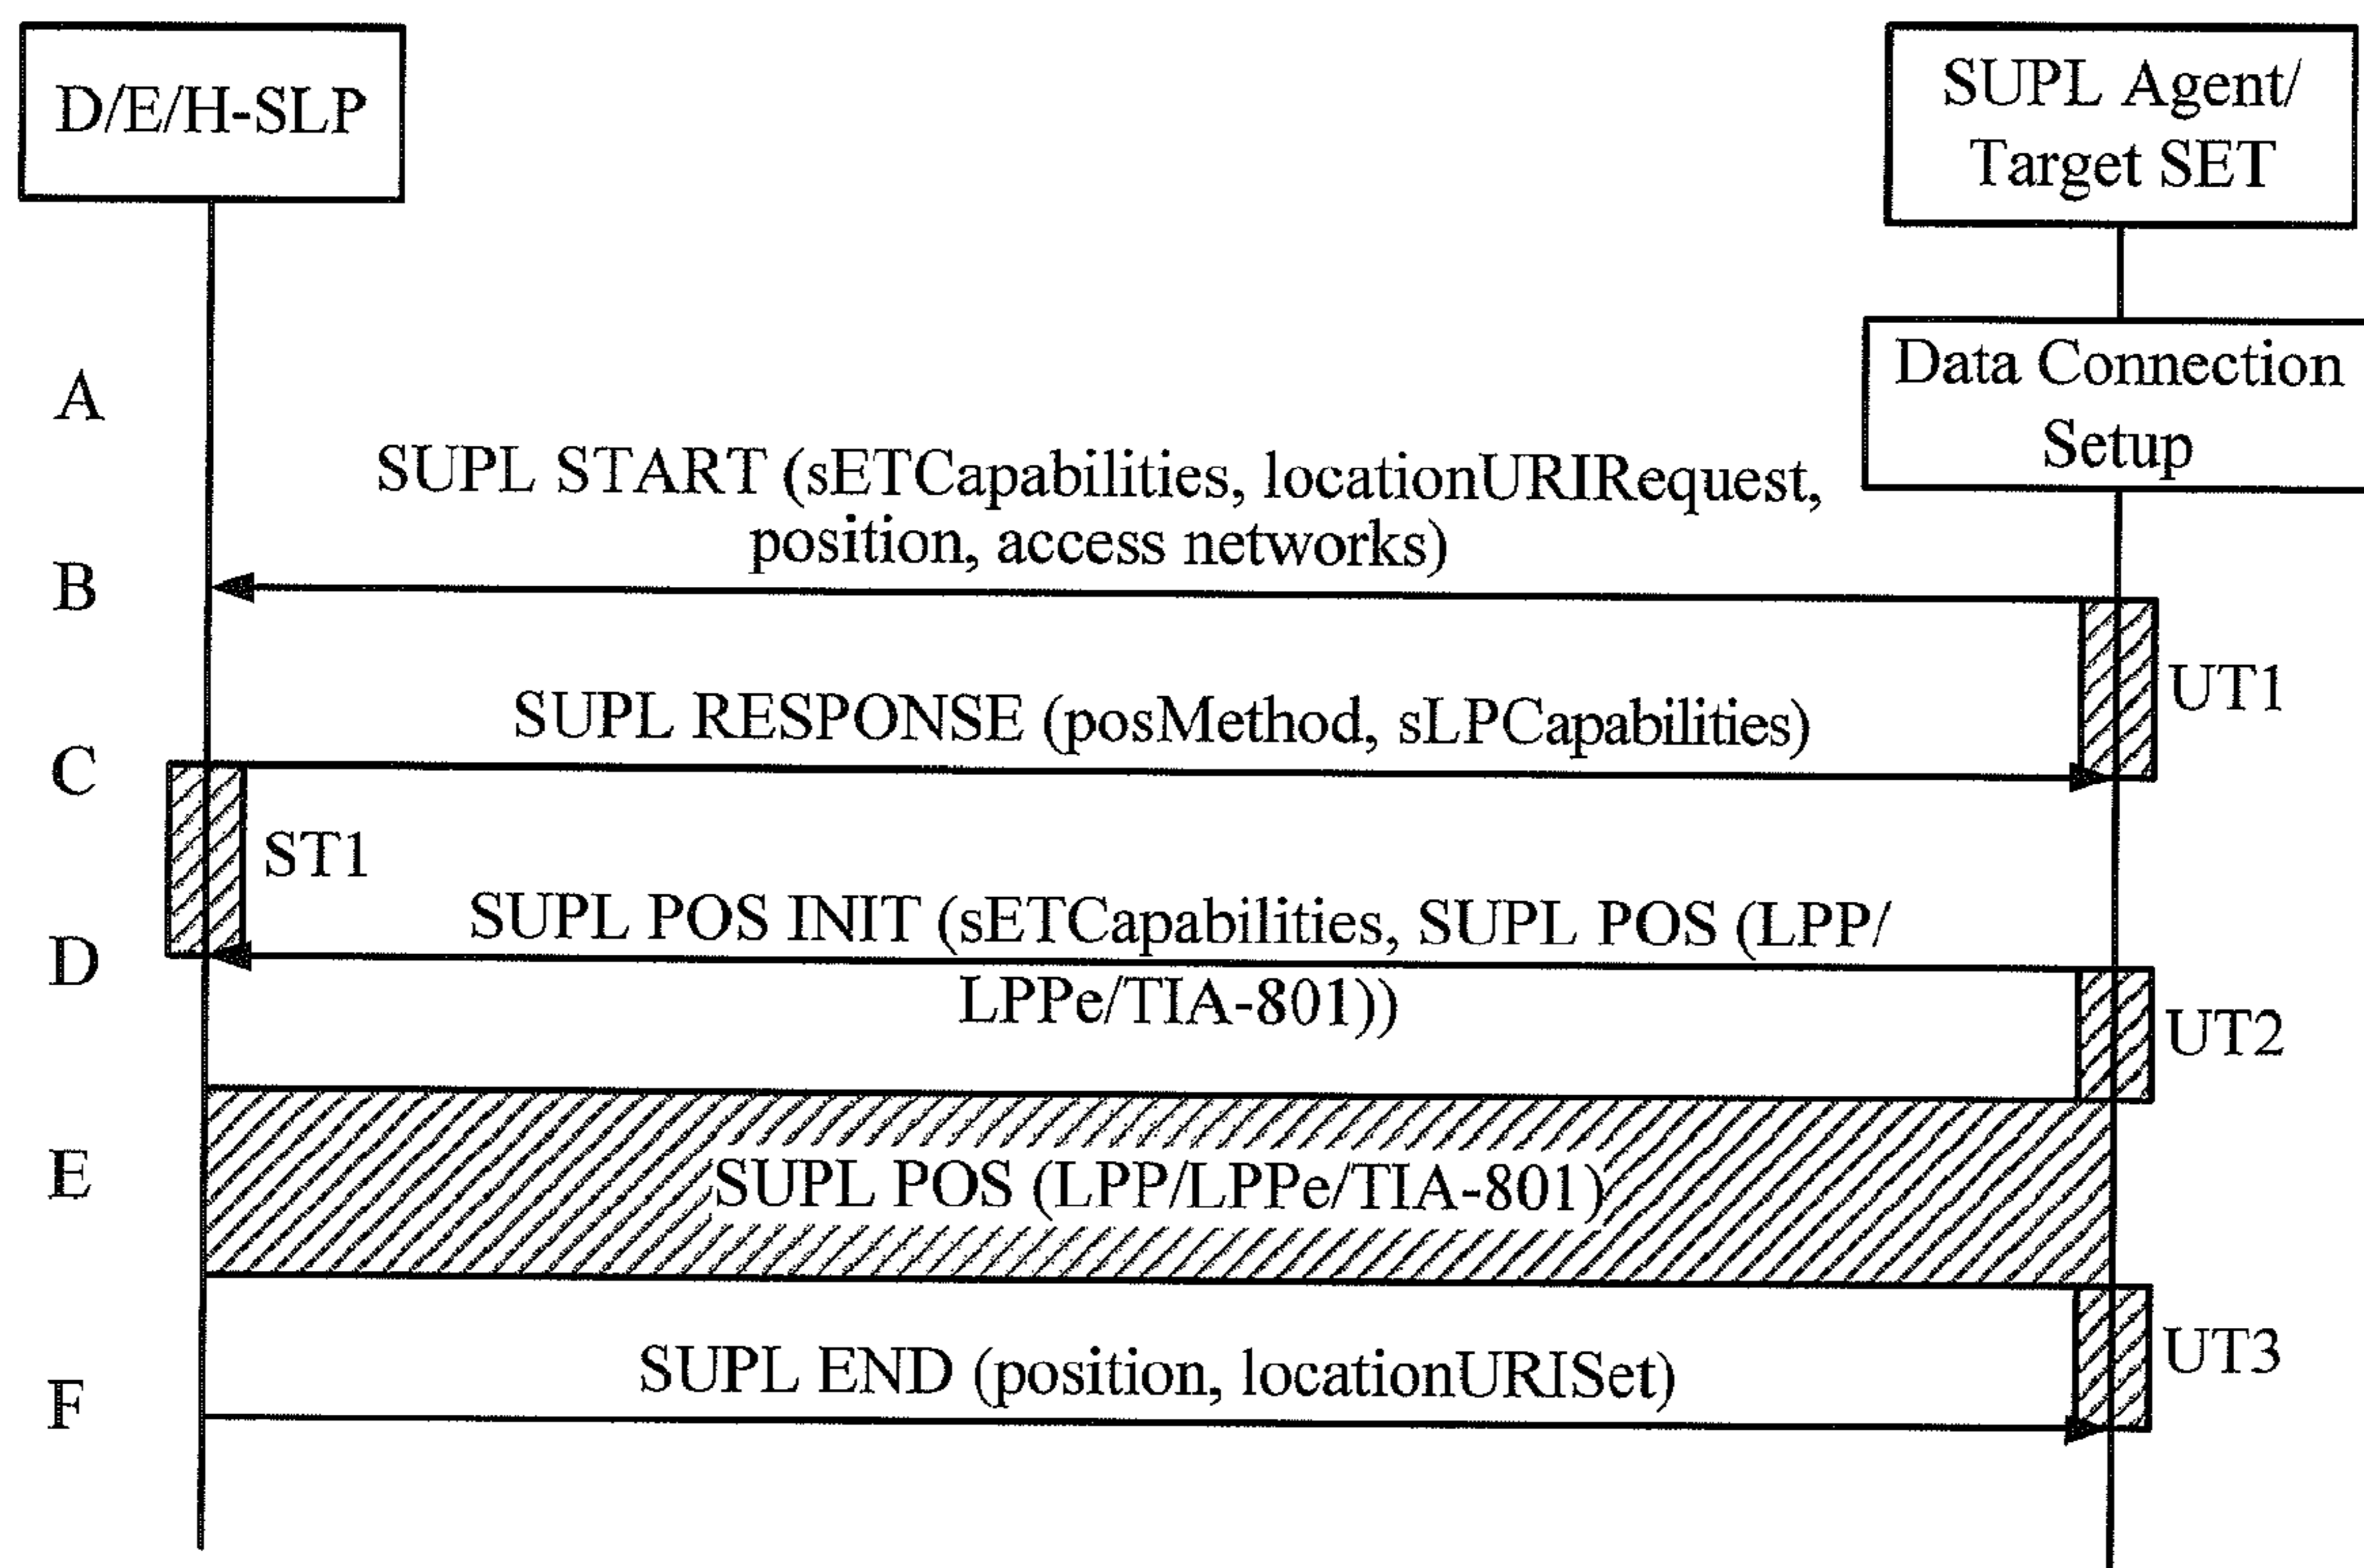 D/E/H-SLP
SUPL Agent/
Target SET
Data Connection
Setup
A
SUPL START (sETCapabilities, locationURIRequest,
position, access networks)
B
UT1
SUPL RESPONSE (posMethod, sLPCapabilities)
C
ST1
SUPL POS INIT (sETCapabilities, SUPL POS (LPP/
LPPe/TIA-801))
D
UT2
E
SUPL POS (LPP/LPPe/TIA-801)
UT3
SUPL END (position, locationURISet)
F